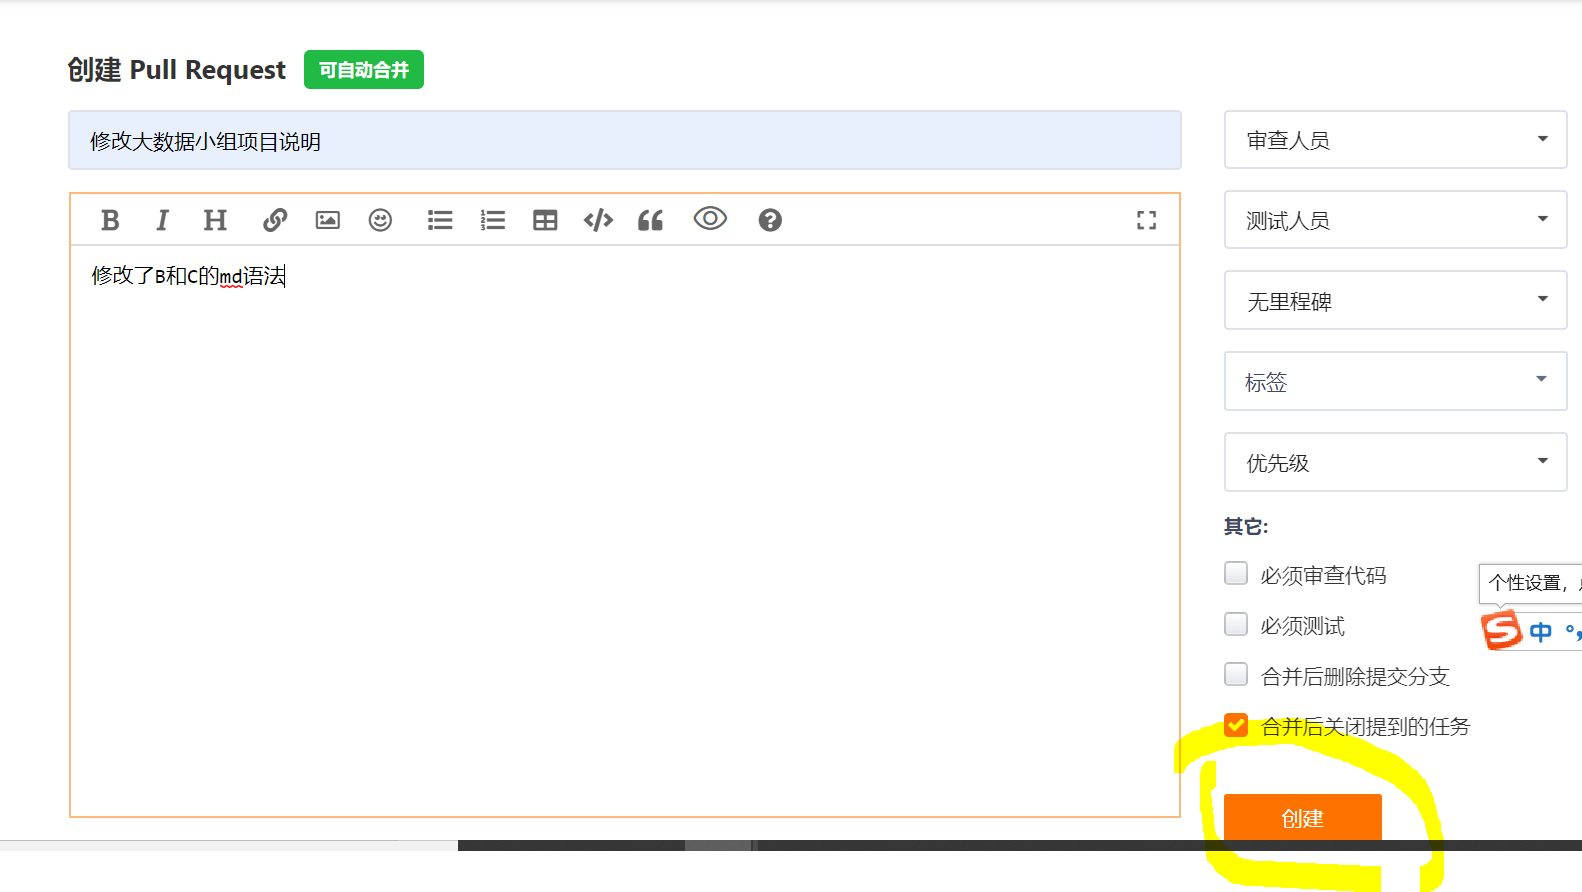 创建 Pull Request 可自动合并
修改大数据小组项目说明
修改了B和C的md语法
审查人员
测试人员
无里程碑
标签
优先级
其它:
必须审查代码
必须测试
合并后删除提交分支
合并后关闭提到的任务
创建
个性设置，
中